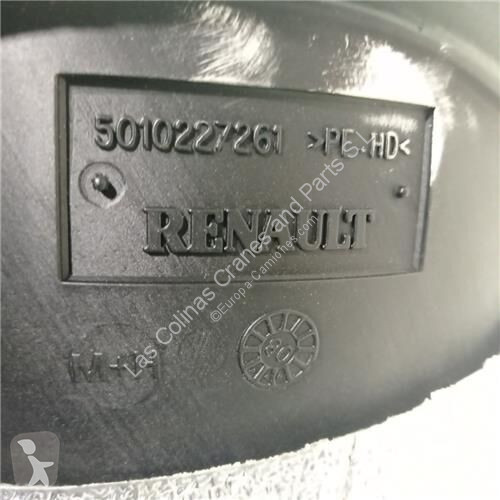 5010227261 >PE-HD<
RENAULT
Las Colinas Cranes and Parts S.L.
©Europa-Camiones.com